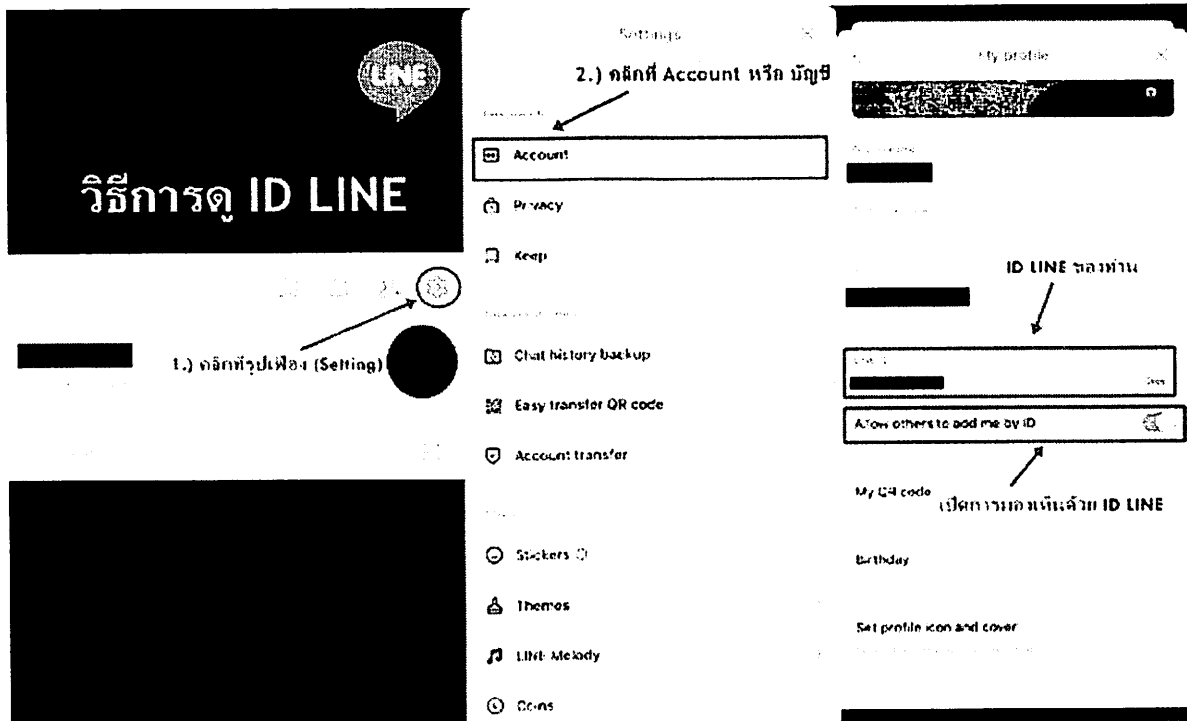 LINE
วิธีการดู ID LINE
1.) คลิกที่รูปเฟือง (Setting)
Settings
2.) คลิกที่ Account หรือ บัญชี
Account
Privacy
Keep
Chat history backup
Easy transfer QR code
Account transfer
Stickers
Themes
LINE Melody
Coins
My profile
ID LINE ของท่าน
Allow others to add me by ID
My QR code
เปิดการมองเห็นด้วย ID LINE
Birthday
Set profile icon and cover